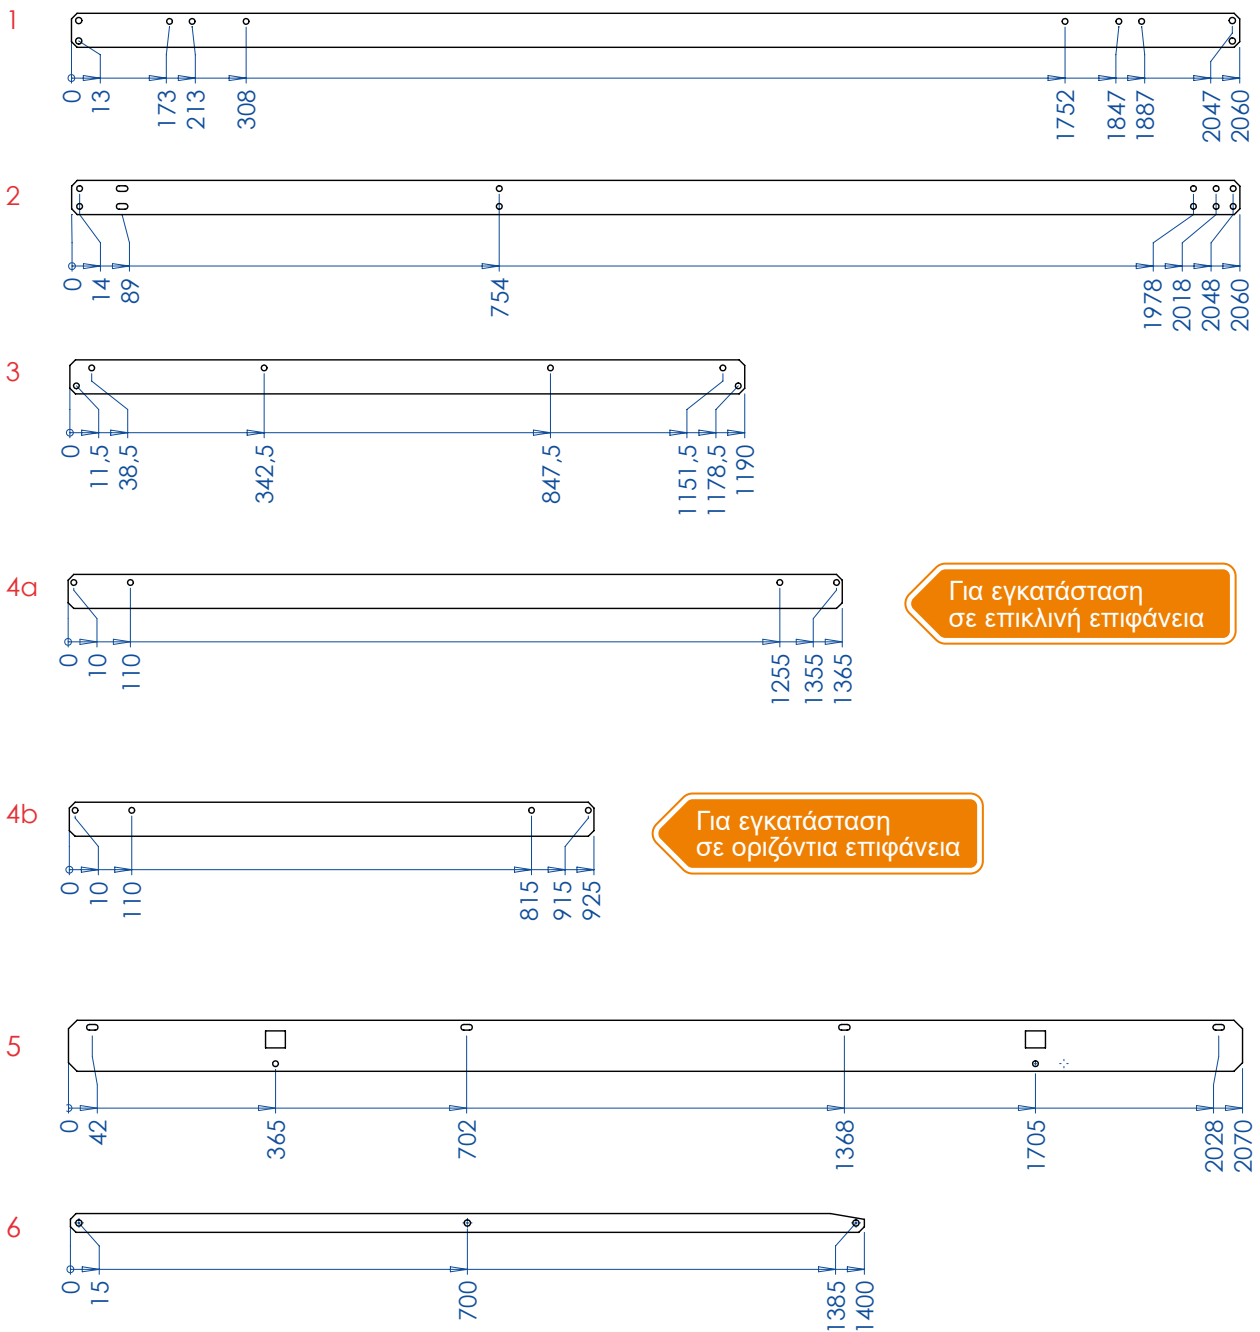 1
0 13 173 213 308 1752 1847 1887 2047 2060
2
0 14 89 754 1978 2018 2048 2060
3
0 11,5 38,5 342,5 847,5 1151,5 1178,5 1190
4a
0 10 110 1255 1355 1365
Για εγκατάσταση
σε επικλινή επιφάνεια
4b
0 10 110 815 915 925
Για εγκατάσταση
σε οριζόντια επιφάνεια
5
0 42 365 702 1368 1705 2028 2070
6
0 15 700 1385 1400